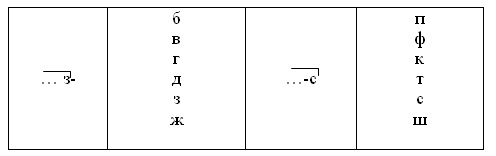 … з-
б
в
г
д
з
ж
…-с
п
ф
к
т
с
ш